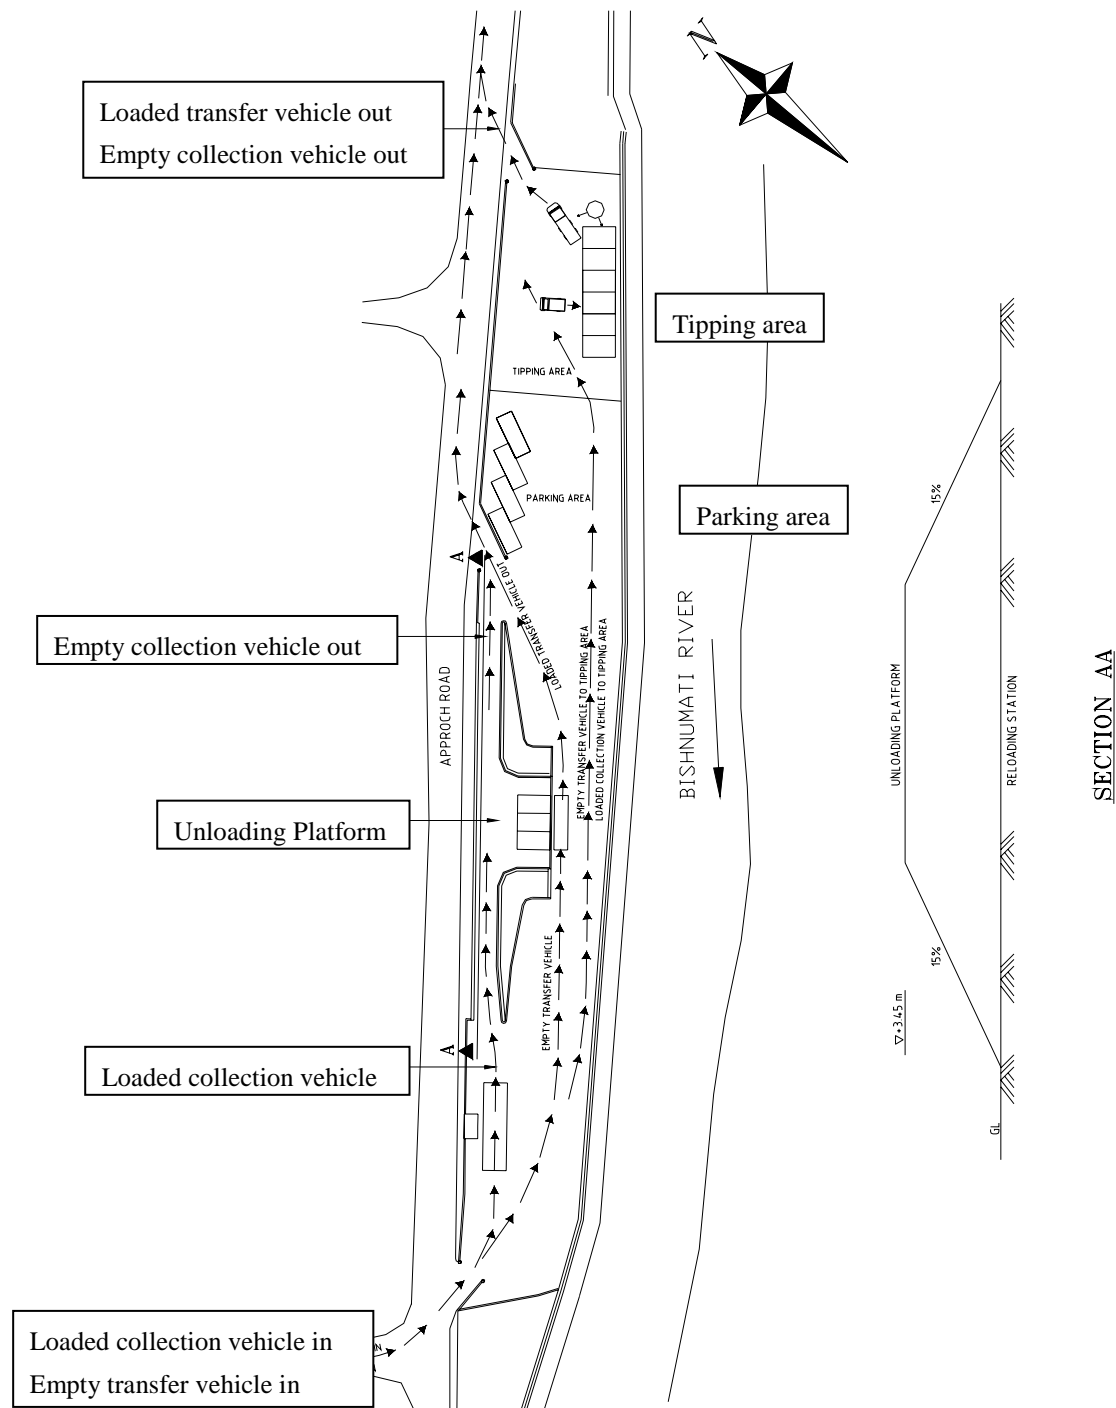 N
Loaded transfer vehicle out
Empty collection vehicle out
Tipping area
TIPPING AREA
PARKING AREA
Parking area
15%
A
LOADED TRANSFER VEHICLE OUT
Empty collection vehicle out
APPROCH ROAD
EMPTY TRANSFER VEHICLE TO TIPPING AREA
LOADED COLLECTION VEHICLE TO TIPPING AREA
BISHNUMATI RIVER
UNLOADING PLATFORM
RELOADING STATION
SECTION AA
Unloading Platform
EMPTY TRANSFER VEHICLE
15%
+3.45 m
A
Loaded collection vehicle
GL
Loaded collection vehicle in
Empty transfer vehicle in